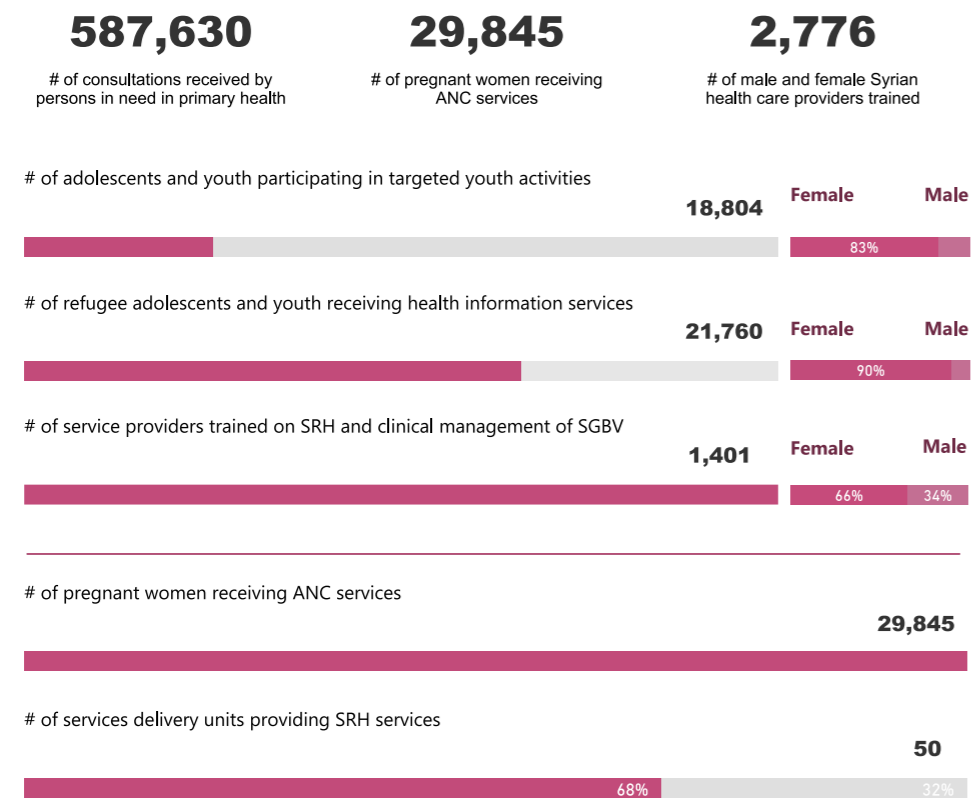 587,630
29,845
2,776
# of consultations received by
persons in need in primary health
# of pregnant women receiving
ANC services
# of male and female Syrian
health care providers trained
# of adolescents and youth participating in targeted youth activities
18,804
Female
Male
83%
# of refugee adolescents and youth receiving health information services
21,760
Female
Male
90%
# of service providers trained on SRH and clinical management of SGBV
1,401
Female
Male
66%
34%
# of pregnant women receiving ANC services
29,845
# of services delivery units providing SRH services
50
68%
32%